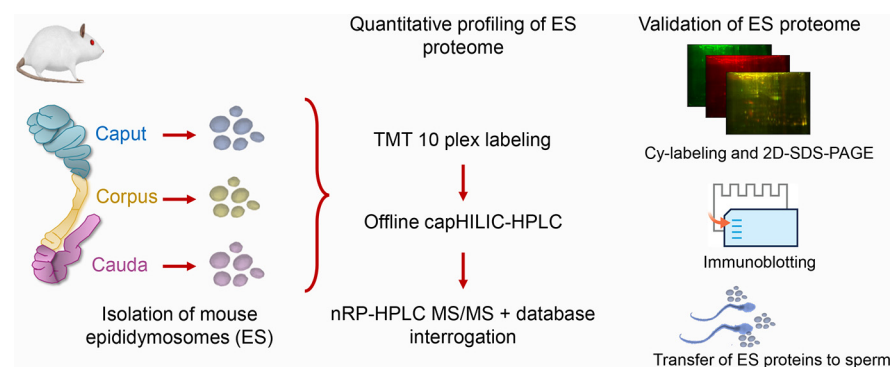 Quantitative profiling of ES
proteome
Validation of ES proteome
Caput
Corpus
Cauda
Isolation of mouse
epididymosomes (ES)
TMT 10 plex labeling
Offline capHILIC-HPLC
nRP-HPLC MS/MS + database
interrogation
Cy-labeling and 2D-SDS-PAGE
Immunoblotting
Transfer of ES proteins to sperm